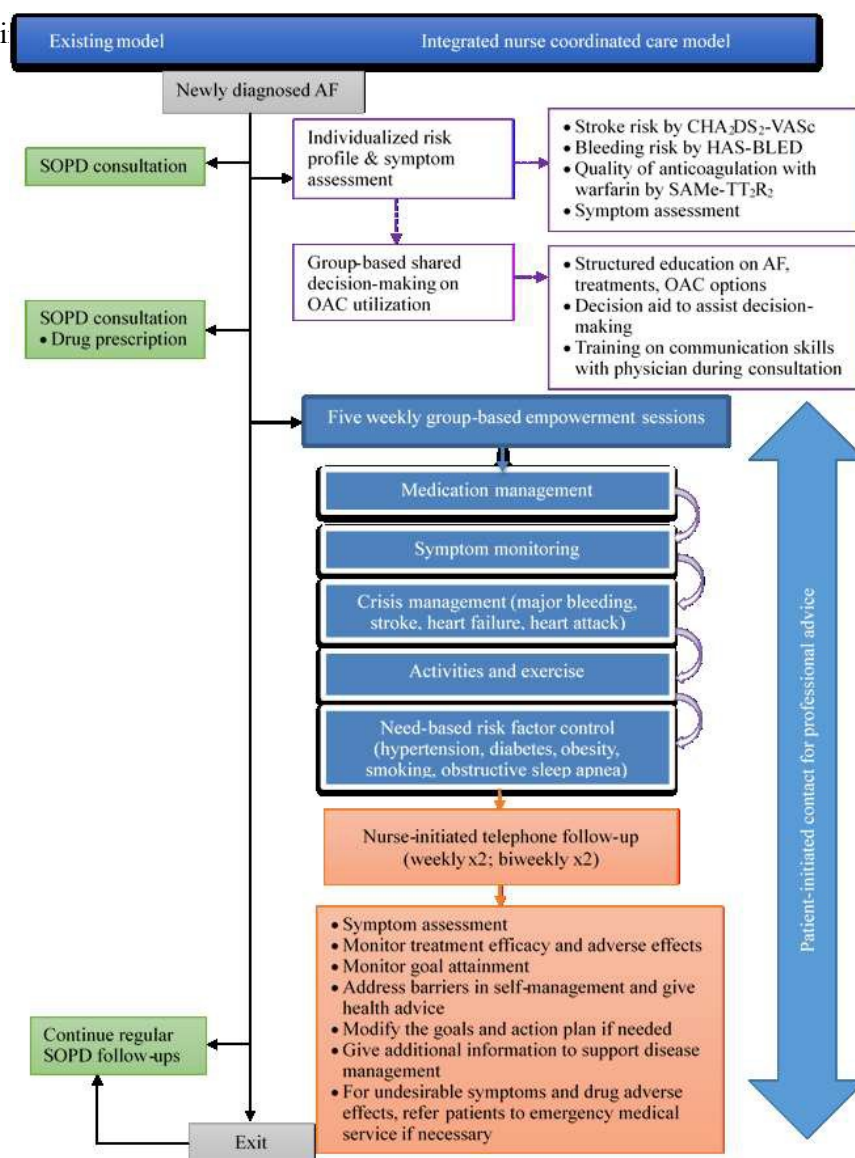 Existing model
Integrated nurse coordinated care model
Newly diagnosed AF
SOPD consultation
Individualized risk
profile & symptom
assessment
• Stroke risk by CHA₂DS₂-VASc
• Bleeding risk by HAS-BLED
• Quality of anticoagulation with
warfarin by SAMe-TT₂R₂
• Symptom assessment
Group-based shared
decision-making on
OAC utilization
• Structured education on AF,
treatments, OAC options
• Decision aid to assist decision-
making
• Training on communication skills
with physician during consultation
SOPD consultation
• Drug prescription
Five weekly group-based empowerment sessions
Medication management
Symptom monitoring
Crisis management (major bleeding,
stroke, heart failure, heart attack)
Activities and exercise
Need-based risk factor control
(hypertension, diabetes, obesity,
smoking, obstructive sleep apnea)
Patient-initiated contact for professional advice
Nurse-initiated telephone follow-up
(weekly x2; biweekly x2)
• Symptom assessment
• Monitor treatment efficacy and adverse effects
• Monitor goal attainment
• Address barriers in self-management and give
health advice
• Modify the goals and action plan if needed
• Give additional information to support disease
management
• For undesirable symptoms and drug adverse
effects, refer patients to emergency medical
service if necessary
Continue regular
SOPD follow-ups
Exit